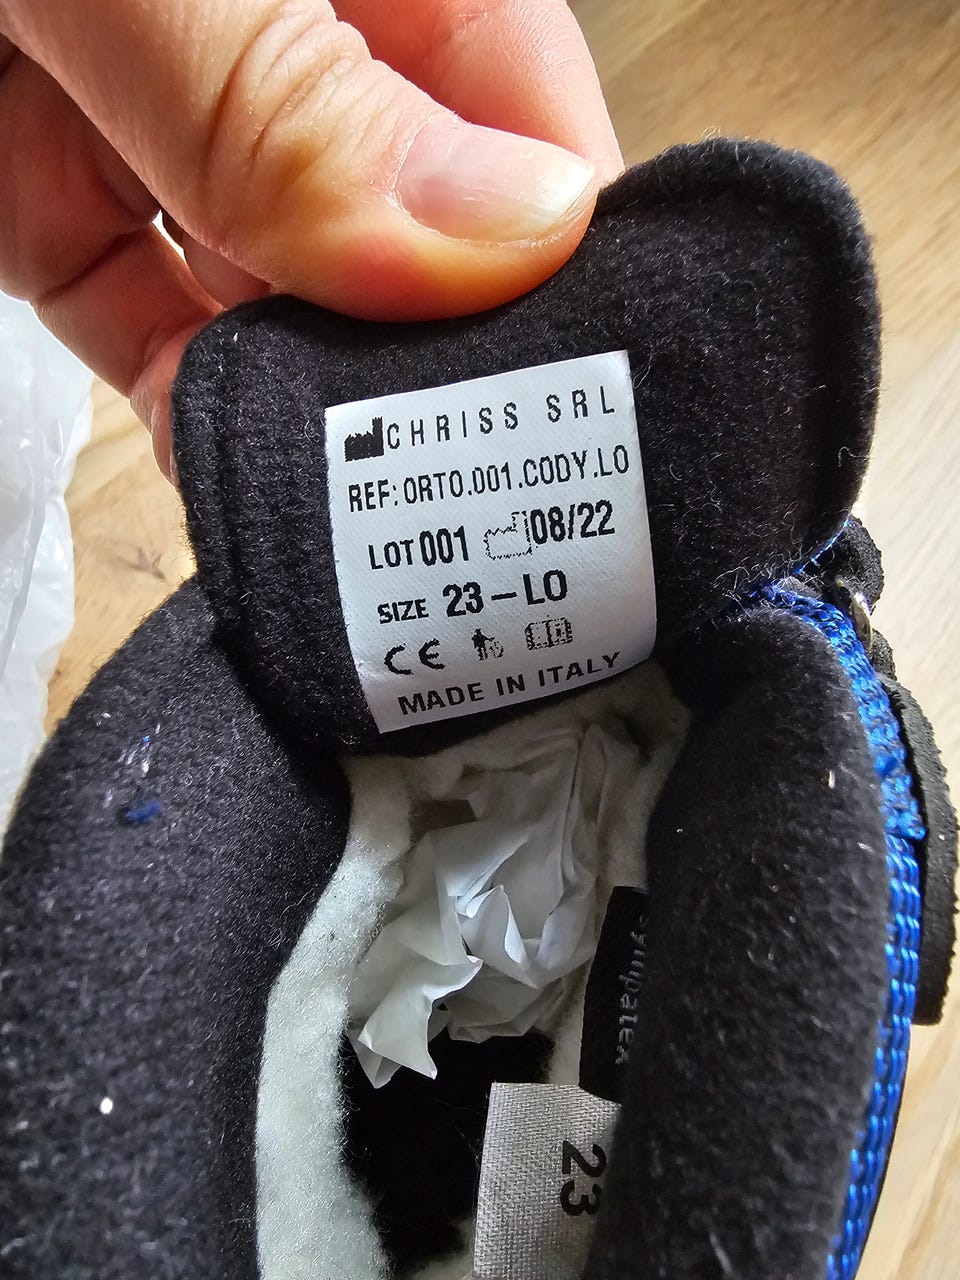 CHRISS SRL
REF: ORTO.001.CODY.LO
LOT 001 08/22
SIZE 23-LO
CE
MADE IN ITALY
sympatex
23